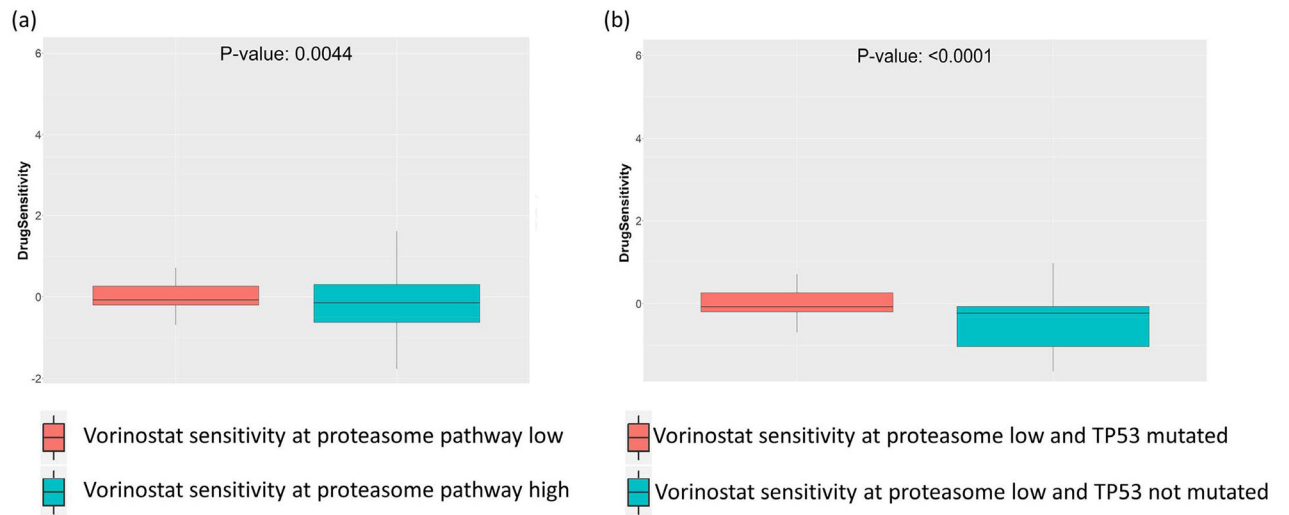 (a)
P-value: 0.0044
DrugSensitivity
6
4
2
0
-2
Vorinostat sensitivity at proteasome pathway low
Vorinostat sensitivity at proteasome pathway high
(b)
P-value: <0.0001
DrugSensitivity
6
4
2
0
Vorinostat sensitivity at proteasome low and TP53 mutated
Vorinostat sensitivity at proteasome low and TP53 not mutated